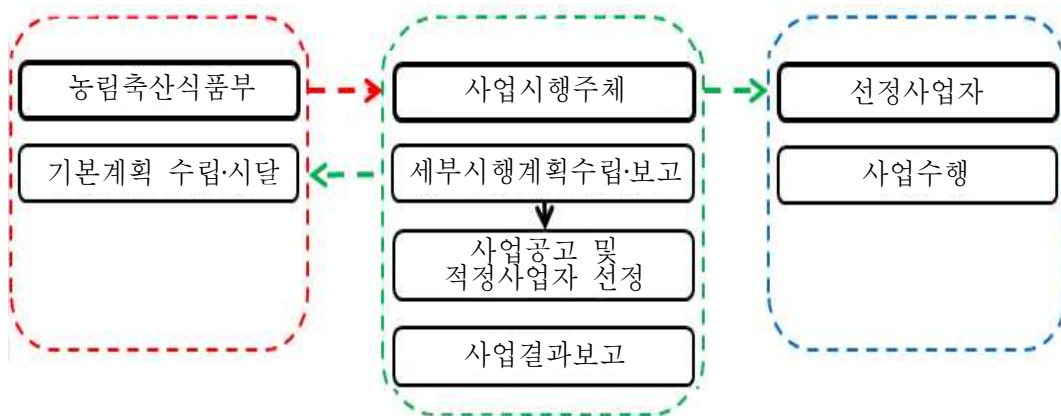 농림축산식품부
기본계획 수립·시달
사업시행주체
세부시행계획수립·보고
사업공고 및
적정사업자 선정
사업결과보고
선정사업자
사업수행